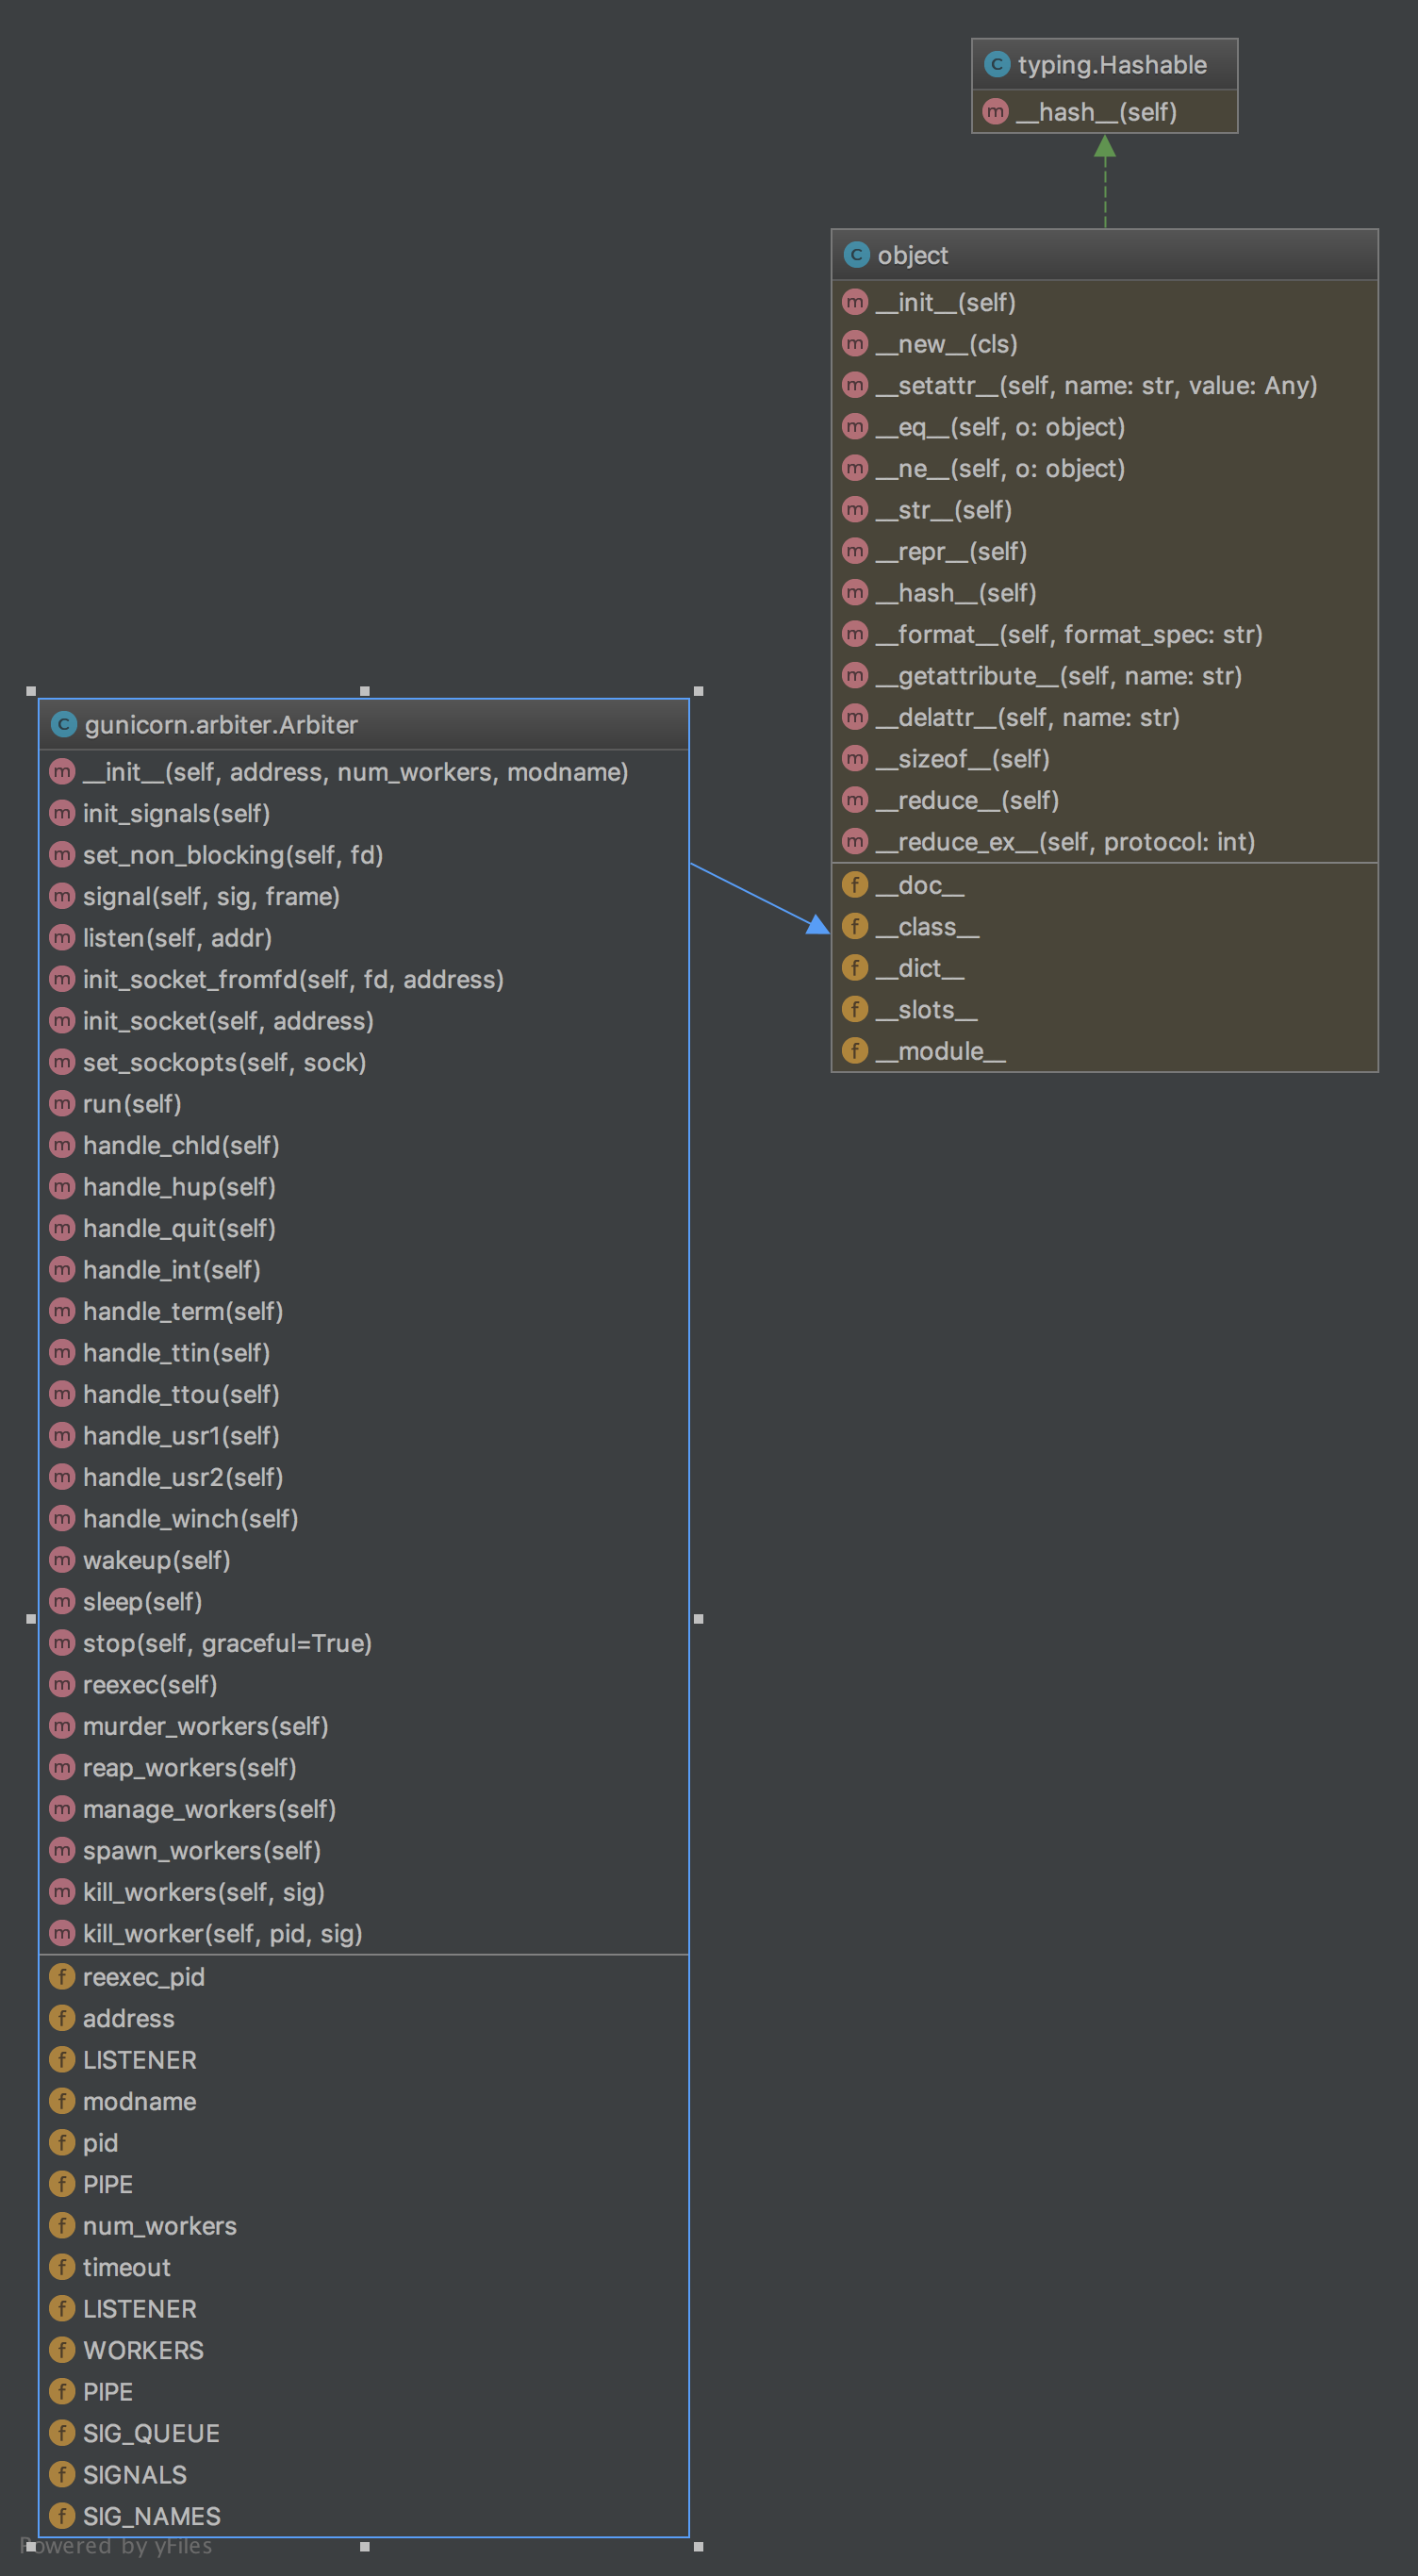 C typing.Hashable
m __hash__(self)
C object
m __init__(self)
m __new__(cls)
m __setattr__(self, name: str, value: Any)
m __eq__(self, o: object)
m __ne__(self, o: object)
m __str__(self)
m __repr__(self)
m __hash__(self)
m __format__(self, format_spec: str)
m __getattribute__(self, name: str)
m __delattr__(self, name: str)
m __sizeof__(self)
m __reduce__(self)
m __reduce_ex__(self, protocol: int)
f __doc__
f __class__
f __dict__
f __slots__
f __module__
C gunicorn.arbiter.Arbiter
m __init__(self, address, num_workers, modname)
m init_signals(self)
m set_non_blocking(self, fd)
m signal(self, sig, frame)
m listen(self, addr)
m init_socket_fromfd(self, fd, address)
m init_socket(self, address)
m set_sockopts(self, sock)
m run(self)
m handle_chld(self)
m handle_hup(self)
m handle_quit(self)
m handle_int(self)
m handle_term(self)
m handle_ttin(self)
m handle_ttou(self)
m handle_usr1(self)
m handle_usr2(self)
m handle_winch(self)
m wakeup(self)
m sleep(self)
m stop(self, graceful=True)
m reexec(self)
m murder_workers(self)
m reap_workers(self)
m manage_workers(self)
m spawn_workers(self)
m kill_workers(self, sig)
m kill_worker(self, pid, sig)
f reexec_pid
f address
f LISTENER
f modname
f pid
f PIPE
f num_workers
f timeout
f LISTENER
f WORKERS
f PIPE
f SIG_QUEUE
f SIGNALS
f SIG_NAMES
Powered by yFiles